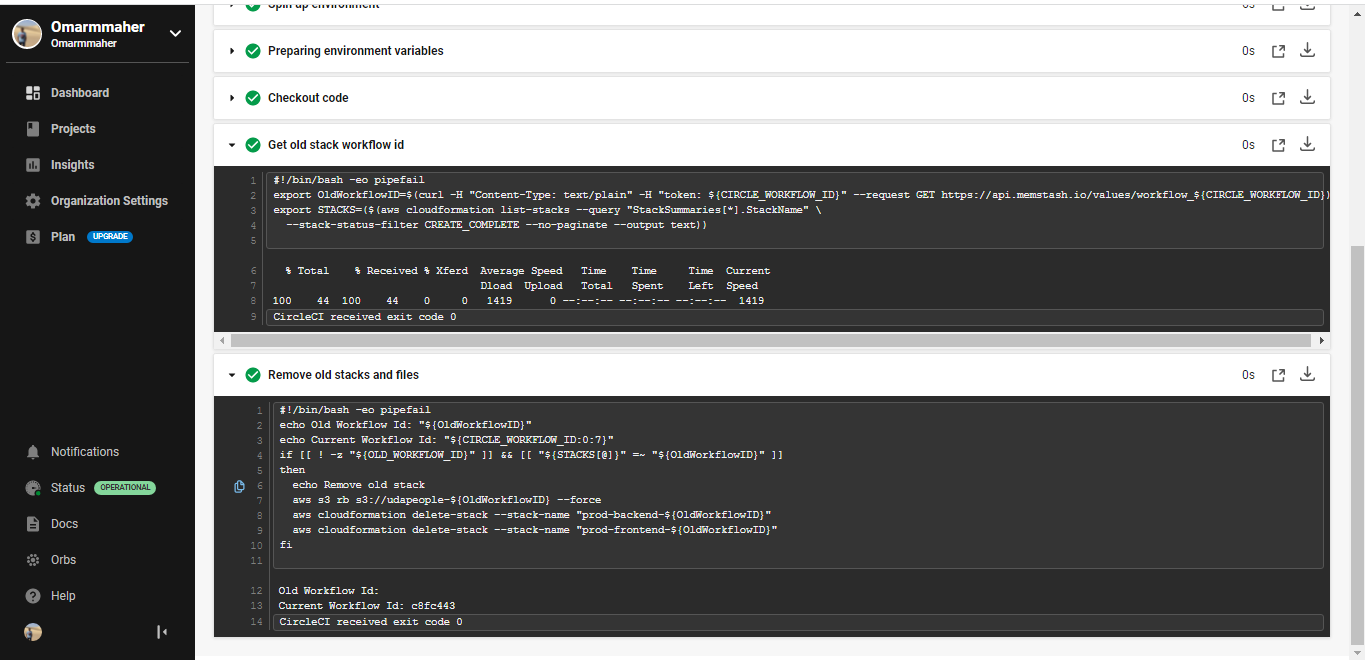 Omarmmaher
Omarmmaher
Dashboard
Projects
Insights
Organization Settings
Plan UPGRADE
Notifications
Status OPERATIONAL
Docs
Orbs
Help
Spin up environment 0s
Preparing environment variables 0s
Checkout code 0s
Get old stack workflow id 0s
1 #!/bin/bash -eo pipefail
2 export OldWorkflowID=$(curl -H "Content-Type: text/plain" -H "token: ${CIRCLE_WORKFLOW_ID}" --request GET https://api.memstash.io/values/workflow_${CIRCLE_WORKFLOW_ID})
3 export STACKS=($(aws cloudformation list-stacks --query "StackSummaries[*].StackName" \
4 --stack-status-filter CREATE_COMPLETE --no-paginate --output text))
5
6 % Total % Received % Xferd Average Speed Time Time Time Current
7 Dload Upload Total Spent Left Speed
8 100 44 100 44 0 0 1419 0 --:--:-- --:--:-- --:--:-- 1419
9 CircleCI received exit code 0
Remove old stacks and files 0s
1 #!/bin/bash -eo pipefail
2 echo Old Workflow Id: "${OldWorkflowID}"
3 echo Current Workflow Id: "${CIRCLE_WORKFLOW_ID:0:7}"
4 if [[ ! -z "${OLD_WORKFLOW_ID}" ]] && [[ "${STACKS[@]}" =~ "${OldWorkflowID}" ]]
5 then
6 echo Remove old stack
7 aws s3 rb s3://udapeople-${OldWorkflowID} --force
8 aws cloudformation delete-stack --stack-name "prod-backend-${OldWorkflowID}"
9 aws cloudformation delete-stack --stack-name "prod-frontend-${OldWorkflowID}"
10 fi
11
12 Old Workflow Id:
13 Current Workflow Id: c8fc443
14 CircleCI received exit code 0